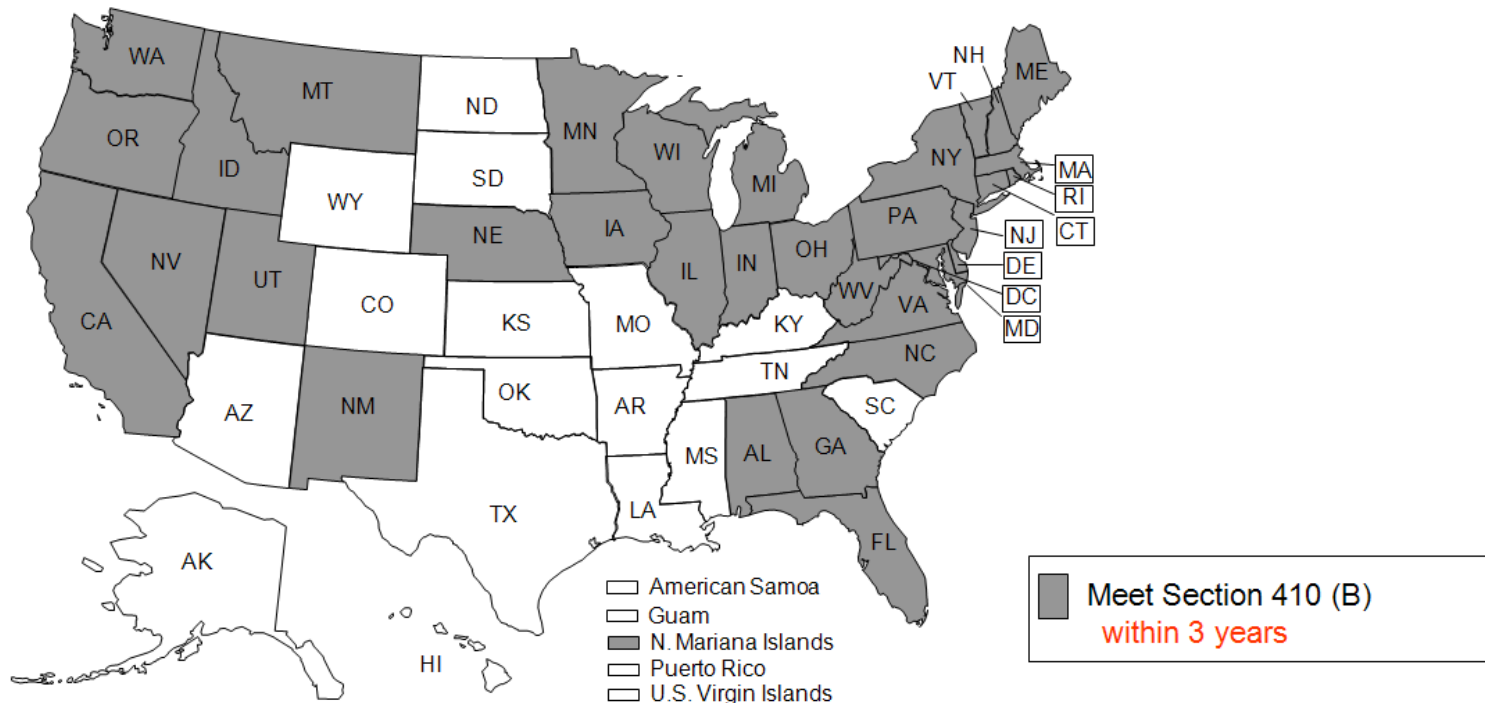 WA
MT
ND
MN
OR
ID
SD
WI
MI
NH
VT
ME
NY
MA
RI
CT
WY
NE
IA
PA
NJ
DE
DC
MD
NV
UT
CO
KS
MO
IL
IN
OH
WV
VA
KY
CA
AZ
NM
OK
AR
TN
NC
SC
TX
LA
MS
AL
GA
FL
AK
HI
American Samoa
Guam
N. Mariana Islands
Puerto Rico
U.S. Virgin Islands
Meet Section 410 (B)
within 3 years